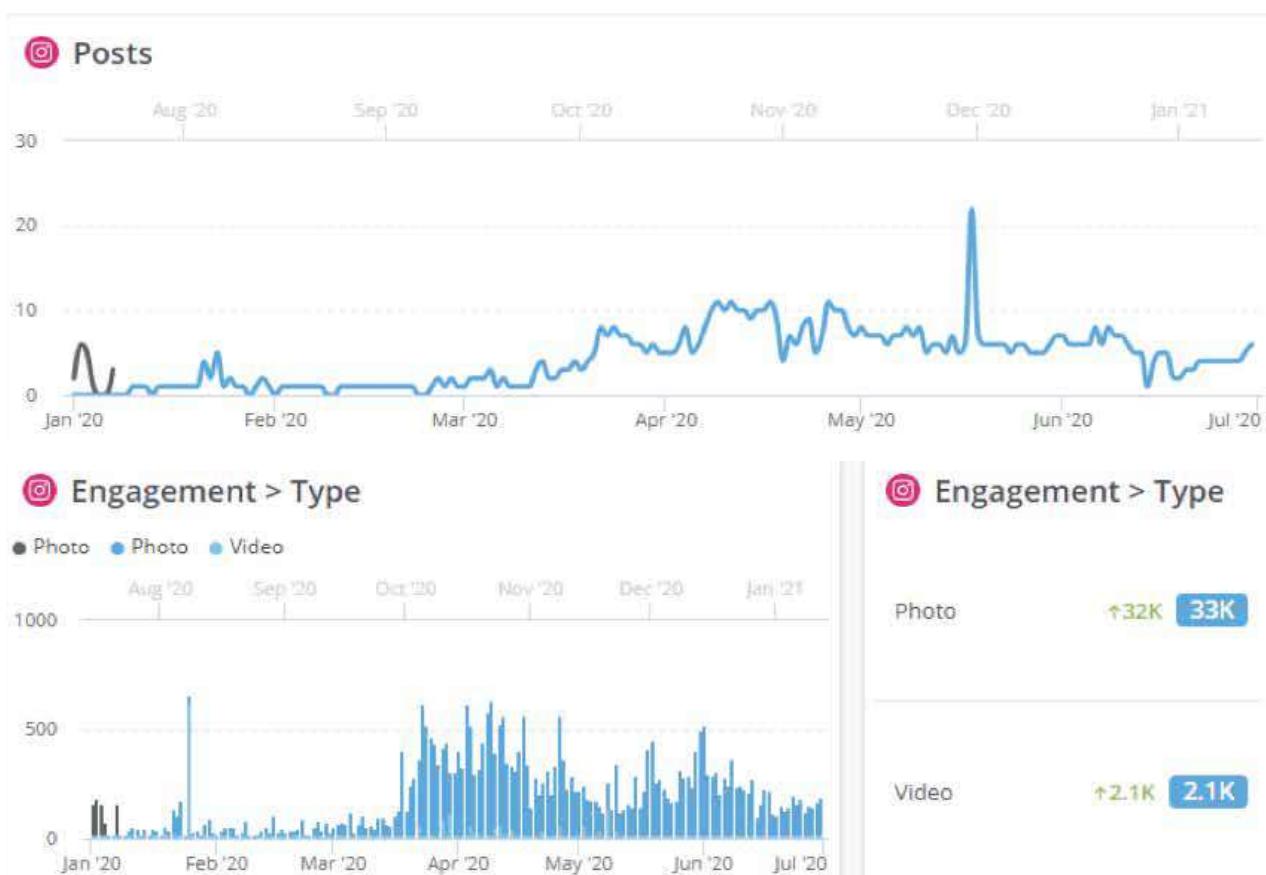 Posts
Aug '20 Sep '20 Oct '20 Nov '20 Dec '20 Jan '21
30
20
10
0
Jan '20 Feb '20 Mar '20 Apr '20 May '20 Jun '20 Jul '20
Engagement > Type
Photo Photo Video
Aug '20 Sep '20 Oct '20 Nov '20 Dec '20 Jan '21
1000
500
0
Jan '20 Feb '20 Mar '20 Apr '20 May '20 Jun '20 Jul '20
Engagement > Type
Photo ↑32K 33K
Video ↑2.1K 2.1K